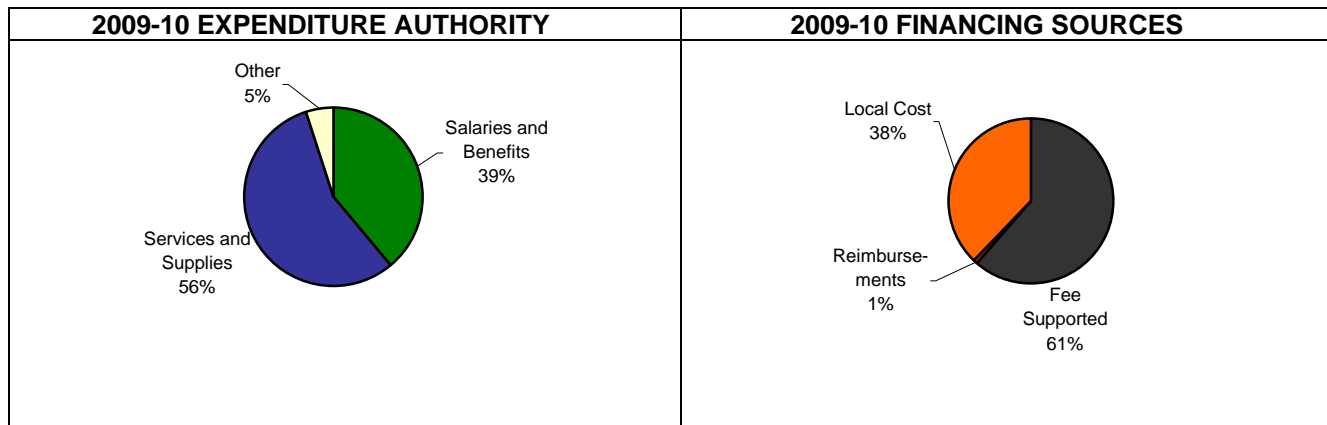 2009-10 EXPENDITURE AUTHORITY
Other
5%
Salaries and
Benefits
39%
Services and
Supplies
56%
2009-10 FINANCING SOURCES
Local Cost
38%
Reimburse-
ments
1%
Fee
Supported
61%